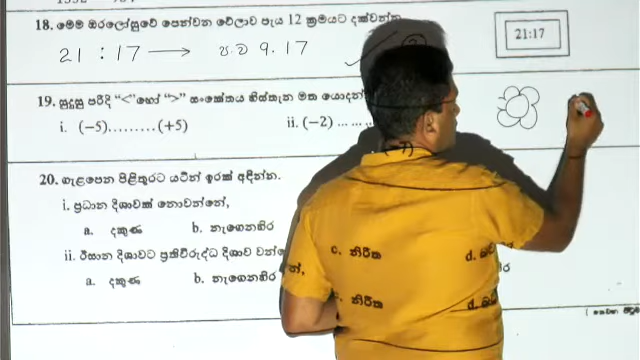 18. මෙම ඔරලෝසුවේ පෙන්වන වේලාව පැය 12 ක්‍රමයට දක්වන්න.
21:17
21 : 17 ⟶ ප.ව 9.17
19. සුදුසු පරිදි “<” හෝ “>” සංකේතය හිස්තැන මත යොදන්
i. (−5).........(+5) ii. (−2) ......
20. ගැළපෙන පිළිතුරට යටින් ඉරක් අඳින්න.
i. ප්‍රධාන දිශාවක් නොවන්නේ,
a. දකුණ b. නැගෙනහිර c. නිරිත d.
ii. ඊසාන දිශාවට ප්‍රතිවිරුද්ධ දිශාව වන්නේ
a. දකුණ b. නැගෙනහිර නිරිත d.